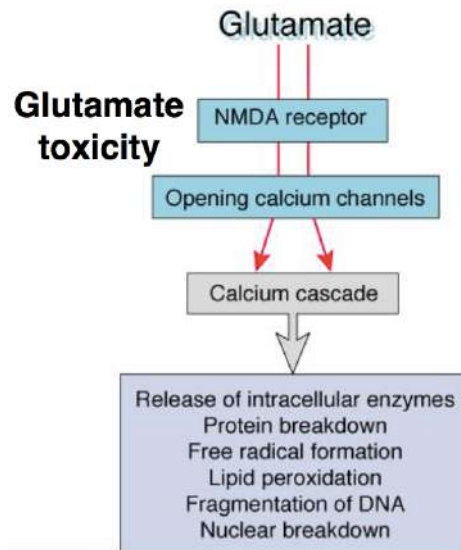 Glutamate
Glutamate
toxicity
NMDA receptor
Opening calcium channels
Calcium cascade
Release of intracellular enzymes
Protein breakdown
Free radical formation
Lipid peroxidation
Fragmentation of DNA
Nuclear breakdown